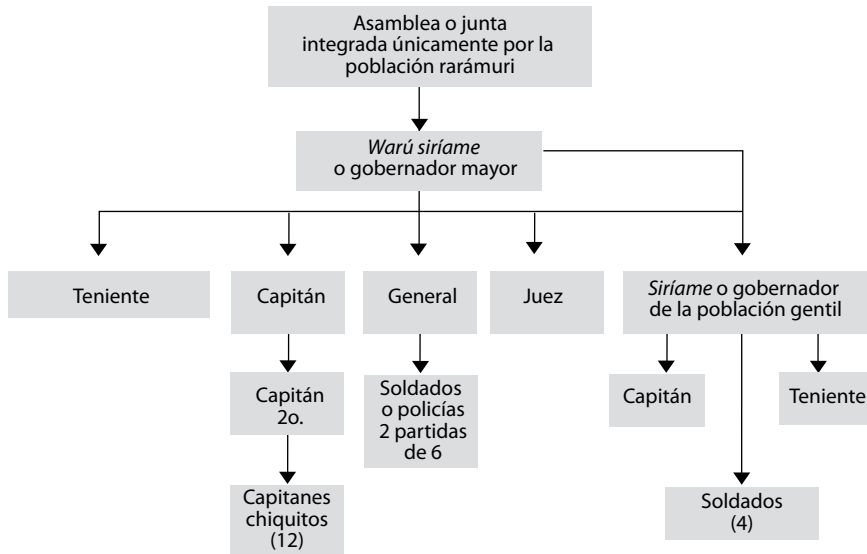 Asamblea o junta
integrada únicamente por la
población rarámuri
Warú siríame
o gobernador mayor
Teniente
Capitán
General
Juez
Siríame o gobernador
de la población gentil
Capitán
2o.
Soldados
o policías
2 partidas
de 6
Capitán
Teniente
Capitanes
chiquitos
(12)
Soldados
(4)